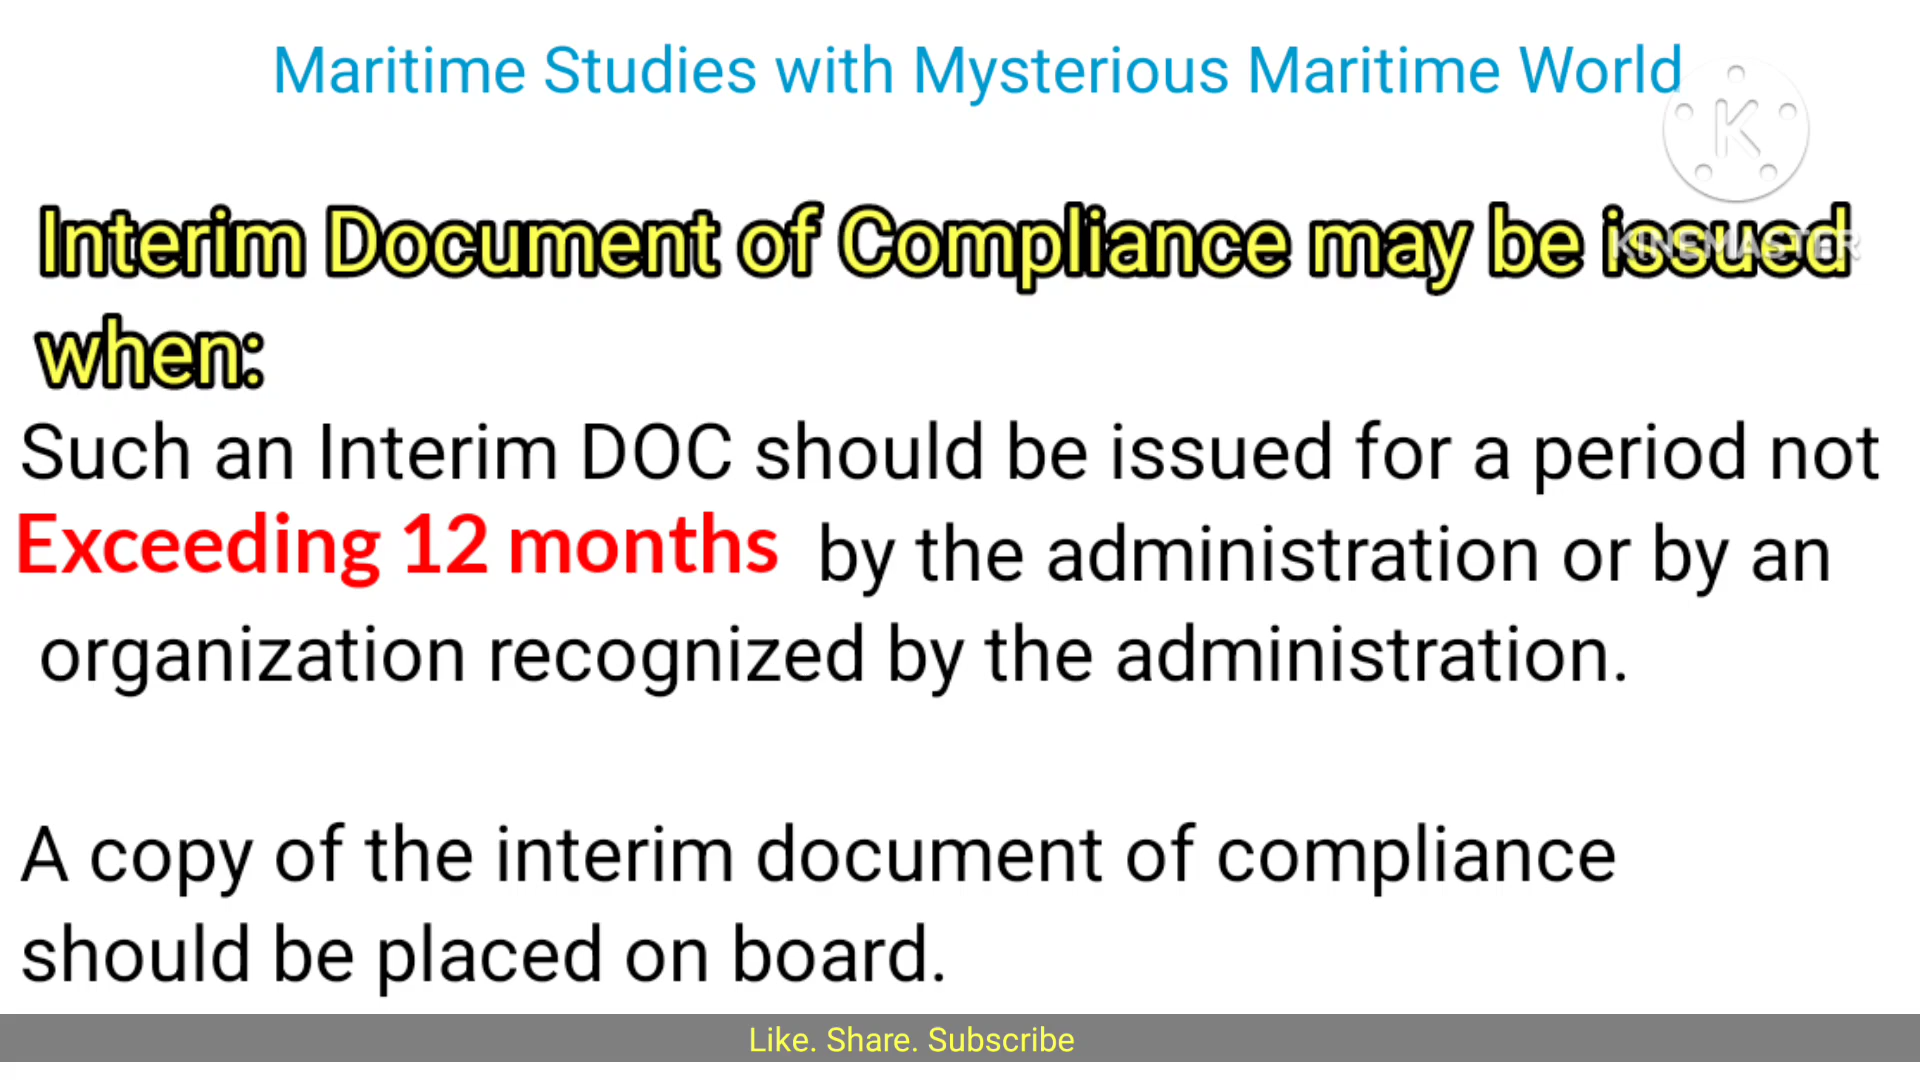 Maritime Studies with Mysterious Maritime World
K
Interim Document of Compliance may be issued
KINEMASTER
when:
Such an Interim DOC should be issued for a period not
Exceeding 12 months by the administration or by an
organization recognized by the administration.
A copy of the interim document of compliance
should be placed on board.
Like. Share. Subscribe